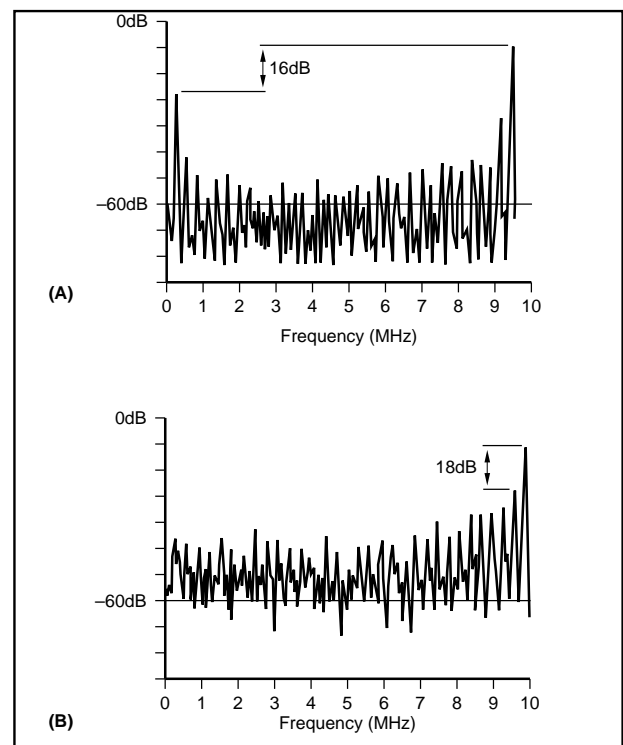 0dB
16dB
–60dB
(A)
0 1 2 3 4 5 6 7 8 9 10
Frequency (MHz)
0dB
18dB
–60dB
0 1 2 3 4 5 6 7 8 9 10
(B)
Frequency (MHz)